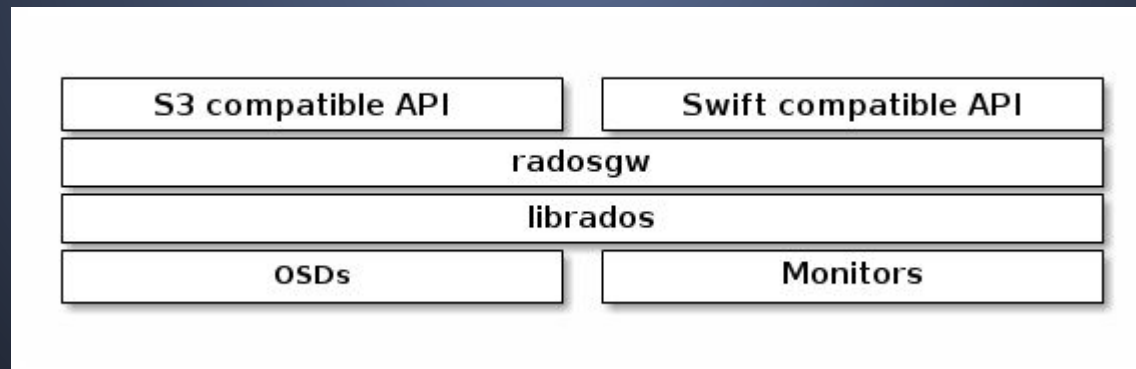 S3 compatible API
Swift compatible API
radosgw
librados
OSDs
Monitors